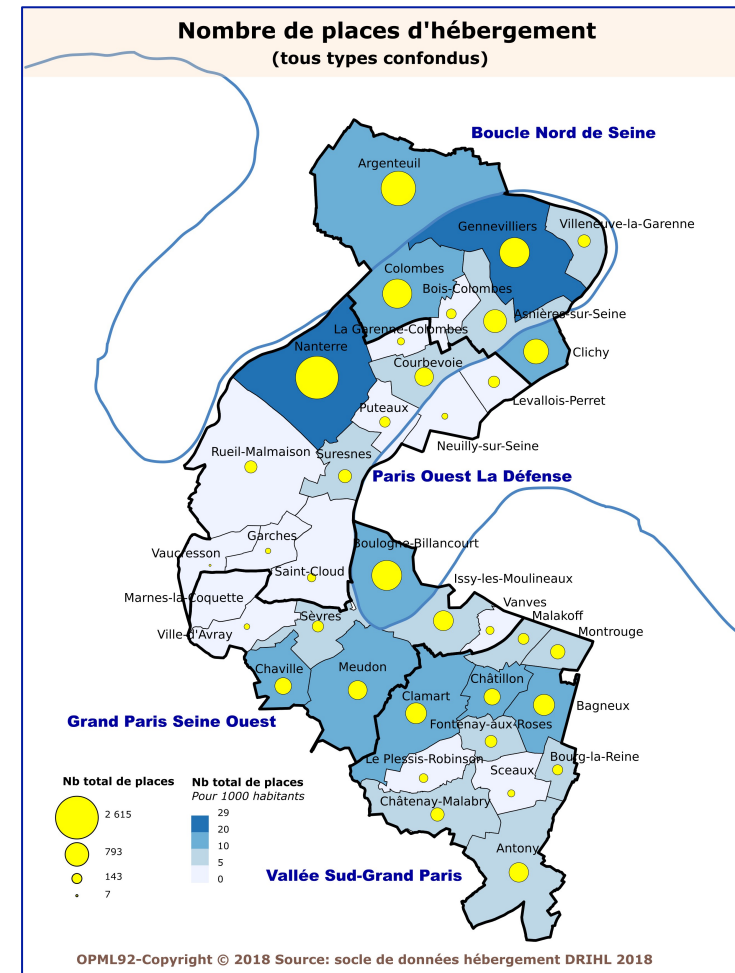 Nombre de places d'hébergement
(tous types confondus)
Boucle Nord de Seine
Argenteuil
Villeneuve-la-Garenne
Gennevilliers
Colombes
Bois-Colombes
Asnières-sur-Seine
La Garenne-Colombes
Nanterre
Clichy
Courbevoie
Levallois-Perret
Puteaux
Neuilly-sur-Seine
Rueil-Malmaison
Suresnes
Paris Ouest La Défense
Garches
Boulogne-Billancourt
Vaucresson
Saint-Cloud
Issy-les-Moulineaux
Marnes-la-Coquette
Vanves
Malakoff
Sèvres
Ville-d'Avray
Montrouge
Chaville
Meudon
Châtillon
Clamart
Bagneux
Grand Paris Seine Ouest
Fontenay-aux-Roses
Le Plessis-Robinson
Bourg-la-Reine
Sceaux
Châtenay-Malabry
Antony
Vallée Sud-Grand Paris
Nb total de places
2 615
793
143
7
Nb total de places
Pour 1000 habitants
29
20
10
5
0
OPML92-Copyright © 2018 Source: socle de données hébergement DRIHL 2018